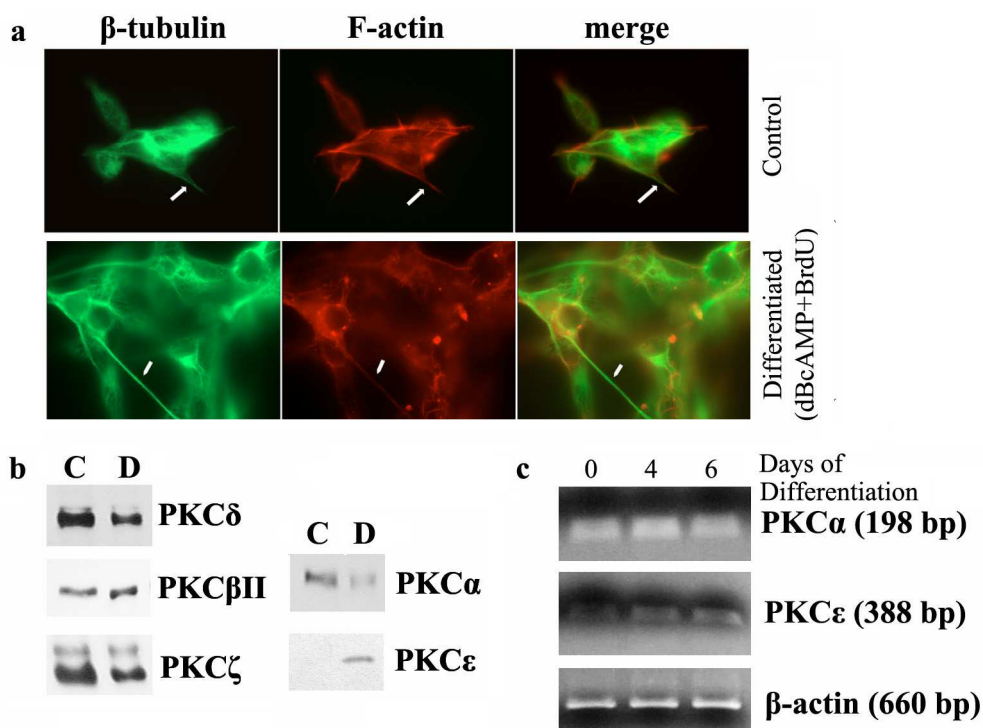 a
β-tubulin F-actin merge
Control
Differentiated
(dBcAMP+BrdU)
b
C D
PKCδ
PKCβII
PKCζ
C D
PKCα
PKCε
c
0 4 6 Days of
Differentiation
PKCα (198 bp)
PKCε (388 bp)
β-actin (660 bp)